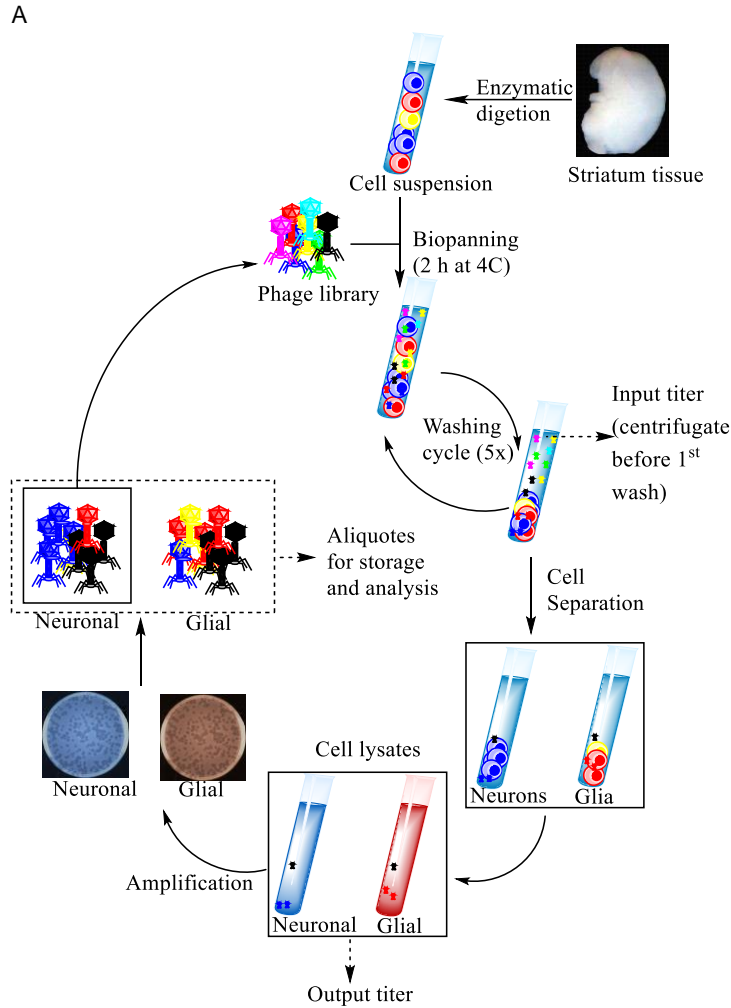 A
Enzymatic
digetion
Striatum tissue
Cell suspension
Biopanning
(2 h at 4C)
Phage library
Washing
cycle (5x)
Input titer
(centrifugate
before 1st
wash)
Aliquotes
for storage
and analysis
Neuronal
Glial
Cell
Separation
Neurons
Glia
Cell lysates
Neuronal
Glial
Neuronal
Glial
Amplification
Output titer